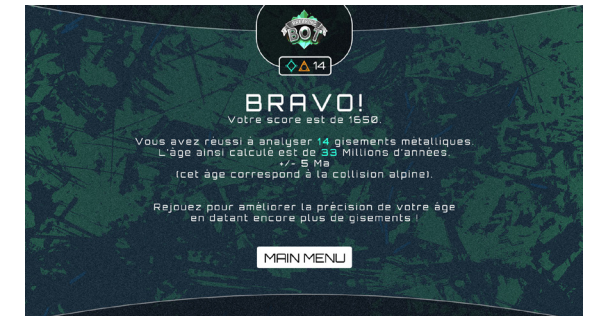 BOT
14
BRAVO!
Votre score est de 1650.
Vous avez réussi à analyser 14 gisements métalliques.
L'âge ainsi calculé est de 33 Millions d'années.
+/- 5 Ma
(cet âge correspond à la collision alpine).
Rejouez pour améliorer la précision de votre âge
en datant encore plus de gisements !
MAIN MENU